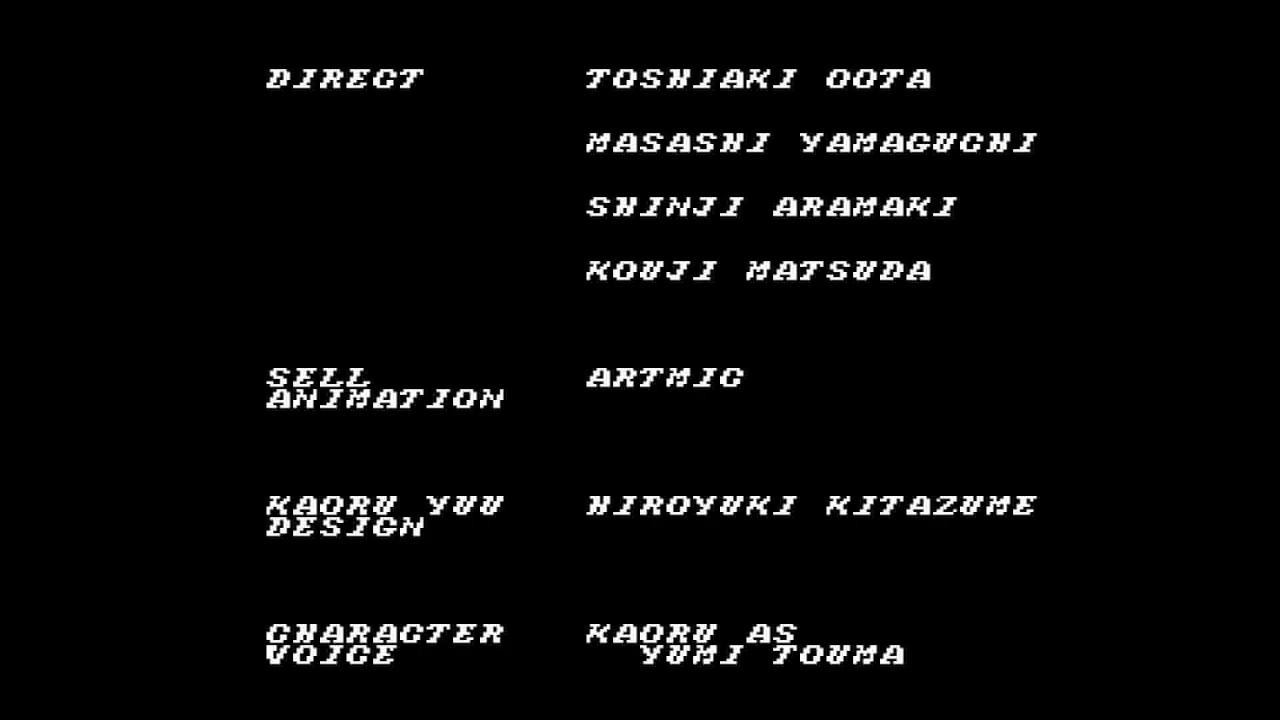 DIRECT TOSHIAKI OOTA
MASASHI YAMAGUCHI
SHINJI ARAMAKI
KOUJI MATSUDA
SELL ARTMIC
ANIMATION
KAORU YUU HIROYUKI KITAZUME
DESIGN
CHARACTER KAORU AS
VOICE YUMI TOUMA